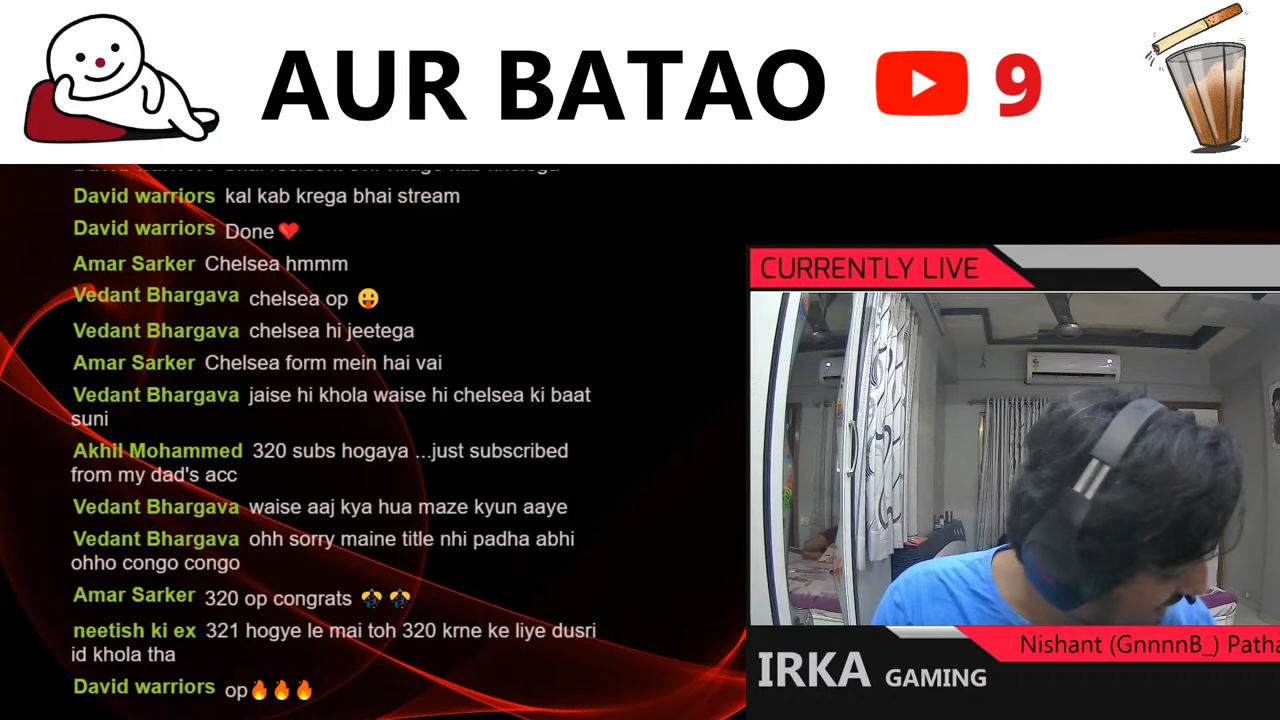 AUR BATAO 9
David warriors kal kab krega bhai stream
David warriors Done
Amar Sarker Chelsea hmmm
Vedant Bhargava chelsea op
Vedant Bhargava chelsea hi jeetega
Amar Sarker Chelsea form mein hai vai
Vedant Bhargava jaise hi khola waise hi chelsea ki baat
suni
Akhil Mohammed 320 subs hogaya ...just subscribed
from my dad's acc
Vedant Bhargava waise aaj kya hua maze kyun aaye
Vedant Bhargava ohh sorry maine title nhi padha abhi
ohho congo congo
Amar Sarker 320 op congrats
neetish ki ex 321 hogye le mai toh 320 krne ke liye dusri
id khola tha
David warriors op
CURRENTLY LIVE
Nishant (GnnnnB_) Patha
IRKA GAMING